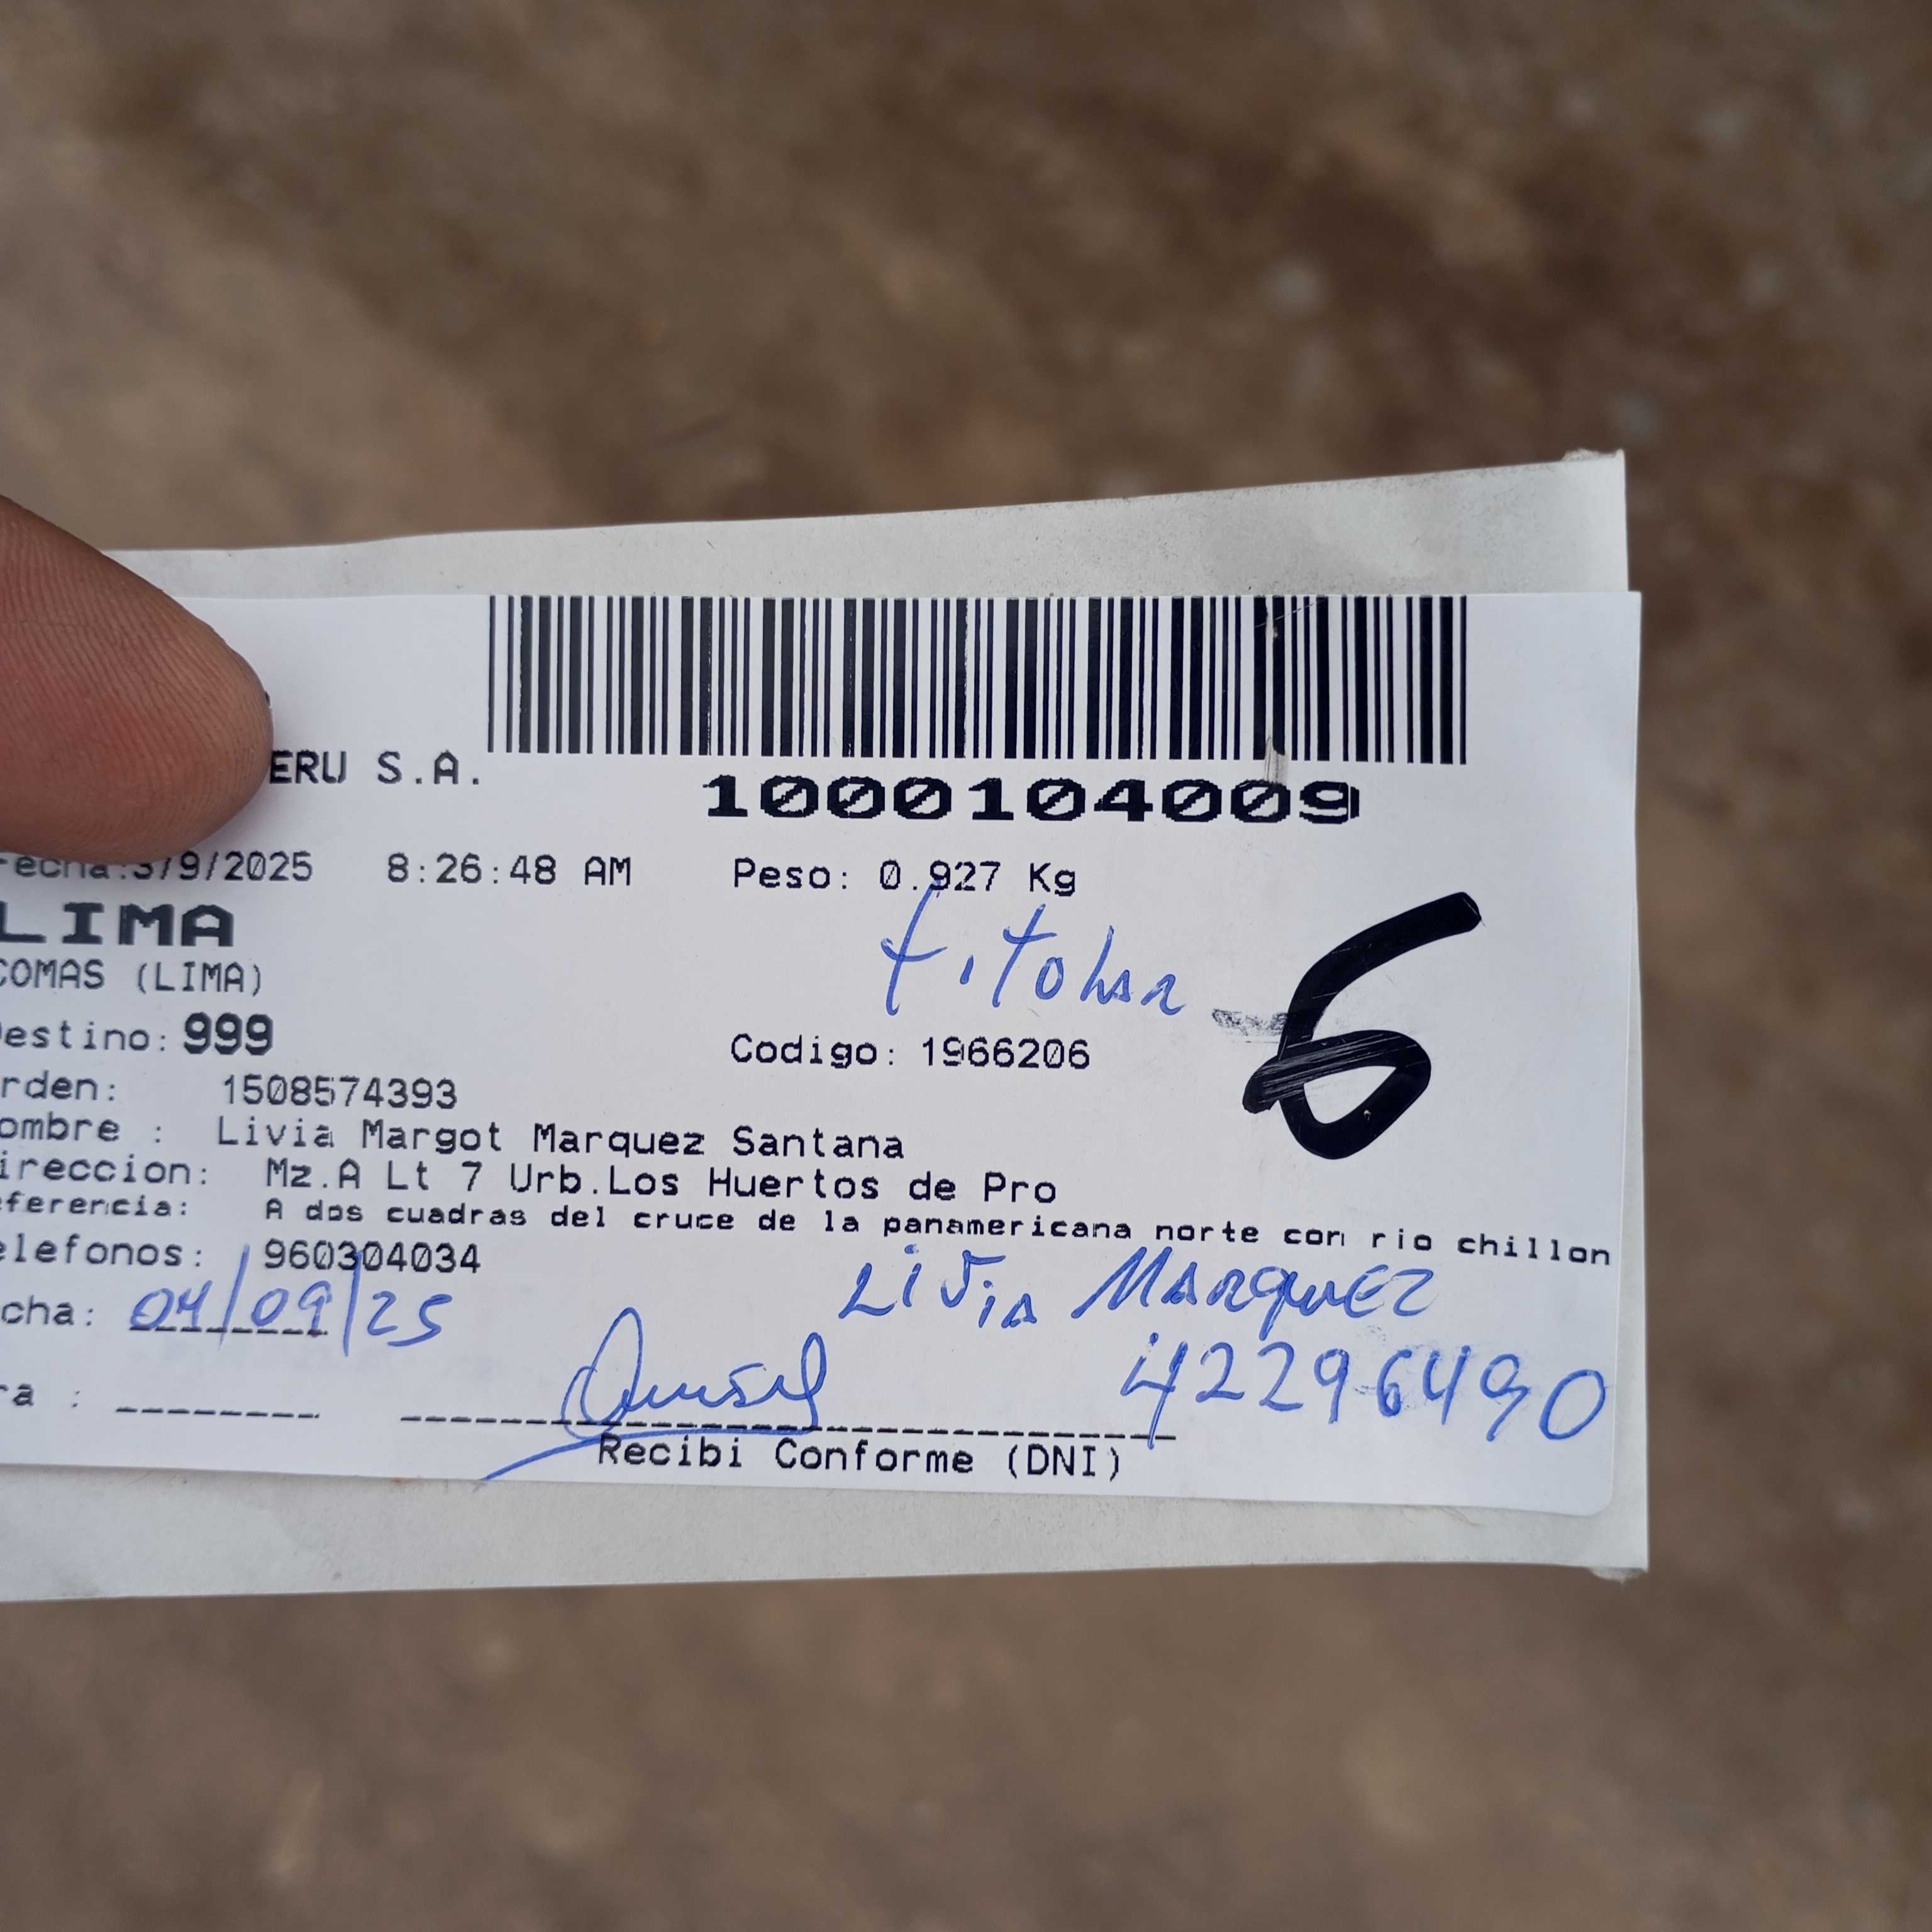 ERU S.A.
1000104009
Fecha:3/9/2025 8:26:48 AM Peso: 0.927 Kg
LIMA
titular
6
COMAS (LIMA)
estino: 999
Codigo: 1966206
rden: 1508574393
ombre : Livia Margot Marquez Santana
ireccion: Mz.A Lt 7 Urb.Los Huertos de Pro
eferencia: A dos cuadras del cruce de la panamericana norte con rio chillon
elefonos: 960304034
Livia Marquez
cha: 04/09/25
42296490
ra :
Recibi Conforme (DNI)